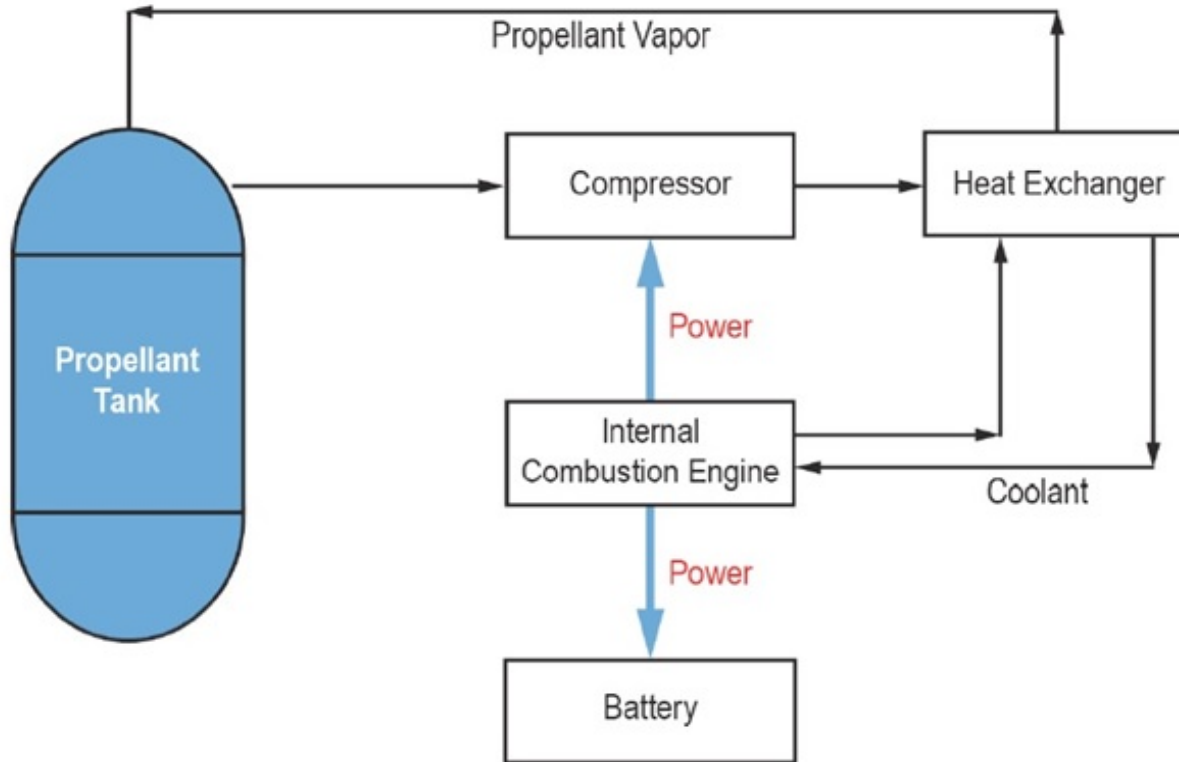 Propellant Vapor
Compressor
Heat Exchanger
Power
Propellant
Tank
Internal
Combustion Engine
Coolant
Power
Battery